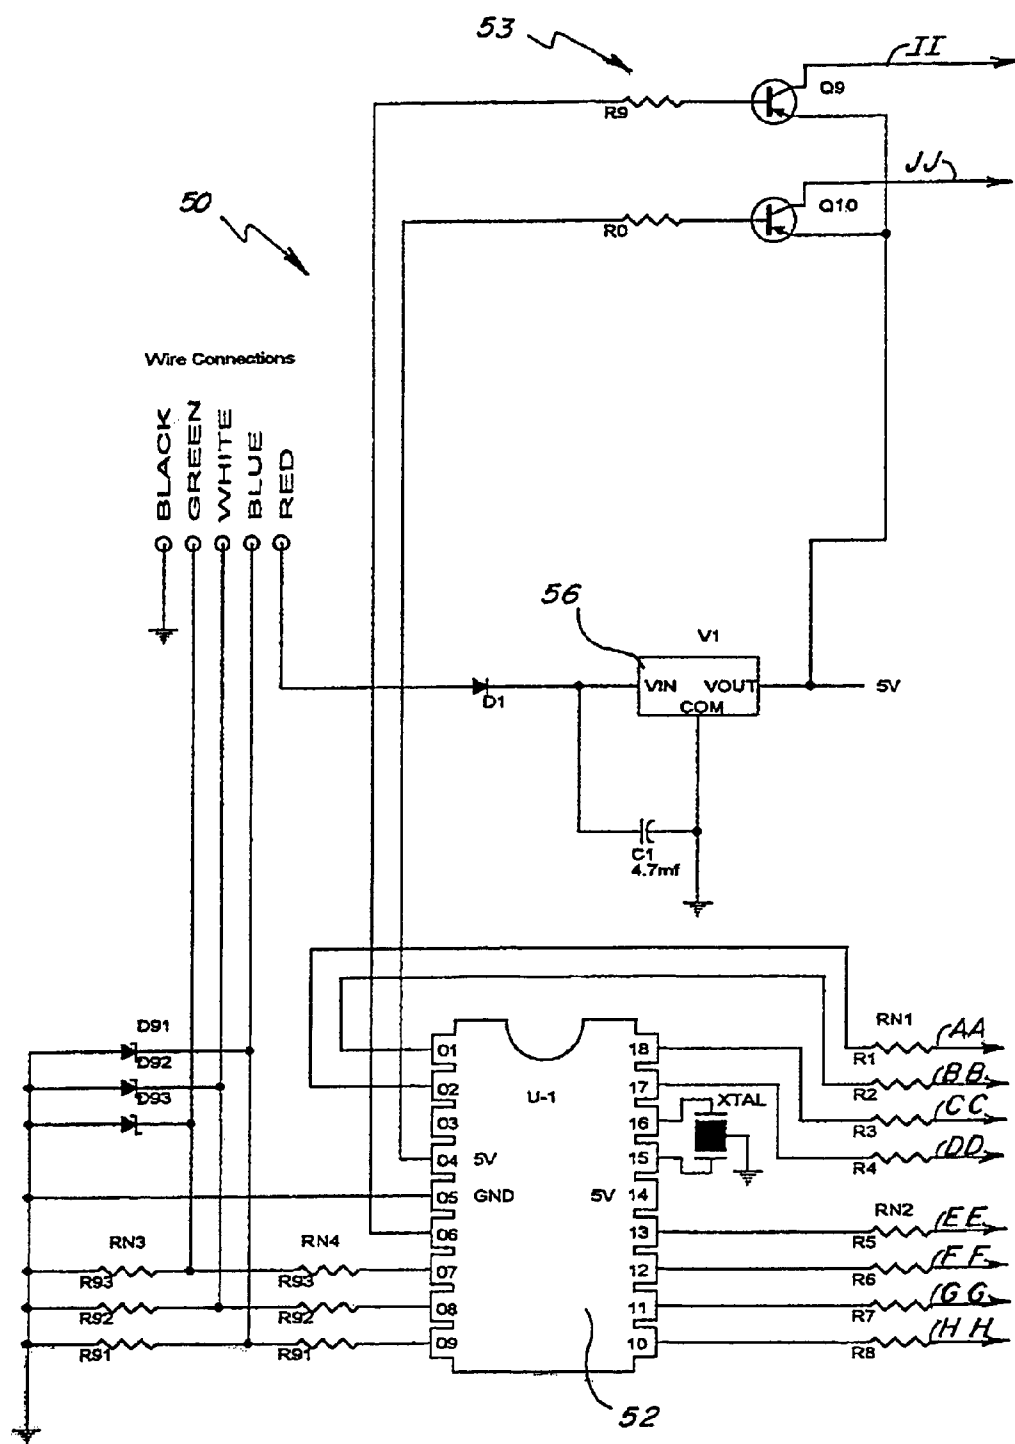 53
II
Q9
R9
JJ
50
Q10
R0
Wire Connections
BLACK
GREEN
WHITE
BLUE
RED
56
V1
VIN
VOUT
5V
COM
D1
C1
4.7mf
D91
RN1
AA
D92
01
18
R1
BB
D93
02
17
R2
U-1
XTAL
CC
03
16
R3
DD
04
5V
15
R4
05
GND
5V
14
RN2
EE
RN3
RN4
06
13
R5
FF
R93
R93
07
12
R6
GG
R92
R92
08
11
R7
HH
R91
R91
09
10
R8
52